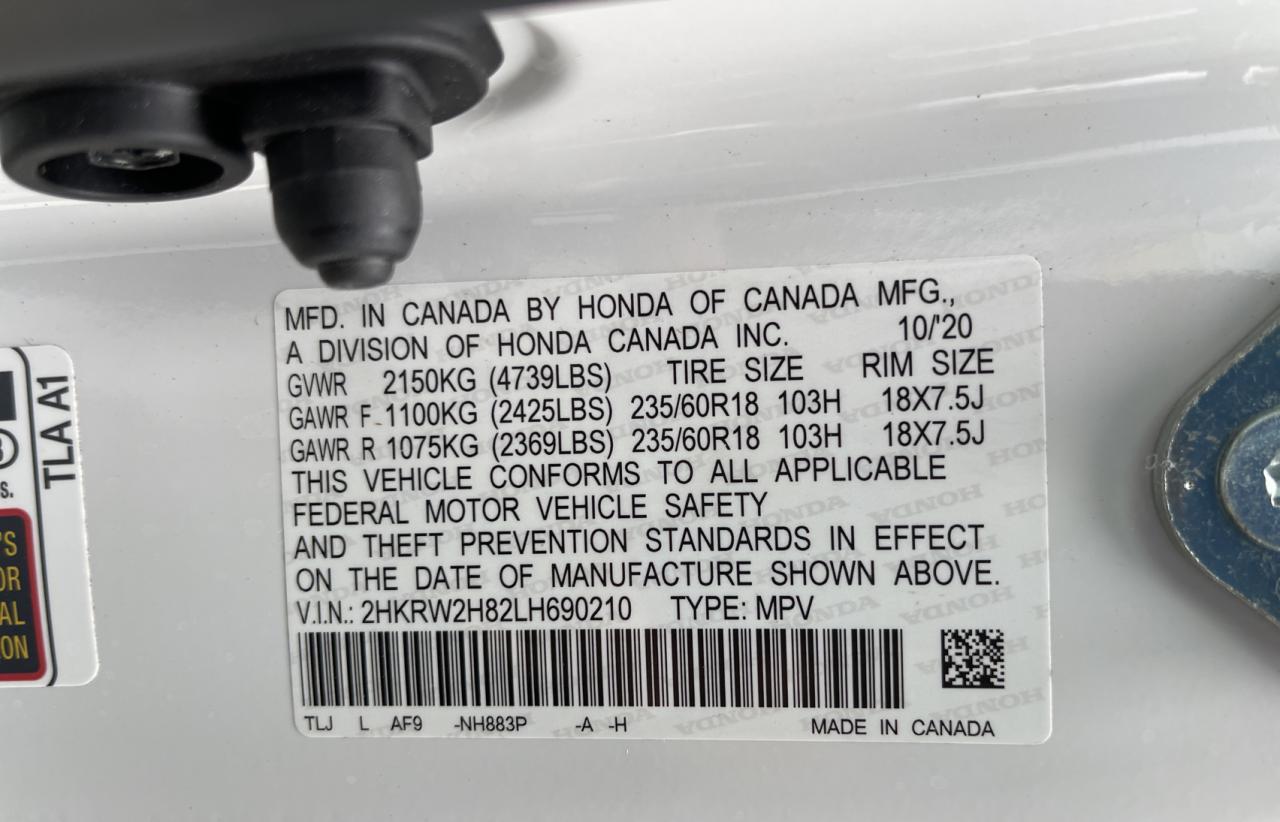 MFD. IN CANADA BY HONDA OF CANADA MFG.,
A DIVISION OF HONDA CANADA INC. 10/'20
GVWR 2150KG (4739LBS) TIRE SIZE RIM SIZE
GAWR F 1100KG (2425LBS) 235/60R18 103H 18X7.5J
GAWR R 1075KG (2369LBS) 235/60R18 103H 18X7.5J
THIS VEHICLE CONFORMS TO ALL APPLICABLE
FEDERAL MOTOR VEHICLE SAFETY
AND THEFT PREVENTION STANDARDS IN EFFECT
ON THE DATE OF MANUFACTURE SHOWN ABOVE.
V.I.N.: 2HKRW2H82LH690210 TYPE: MPV
TLJ L AF9 -NH883P -A -H MADE IN CANADA
TLA A1
S.
'S
OR
AL
ON